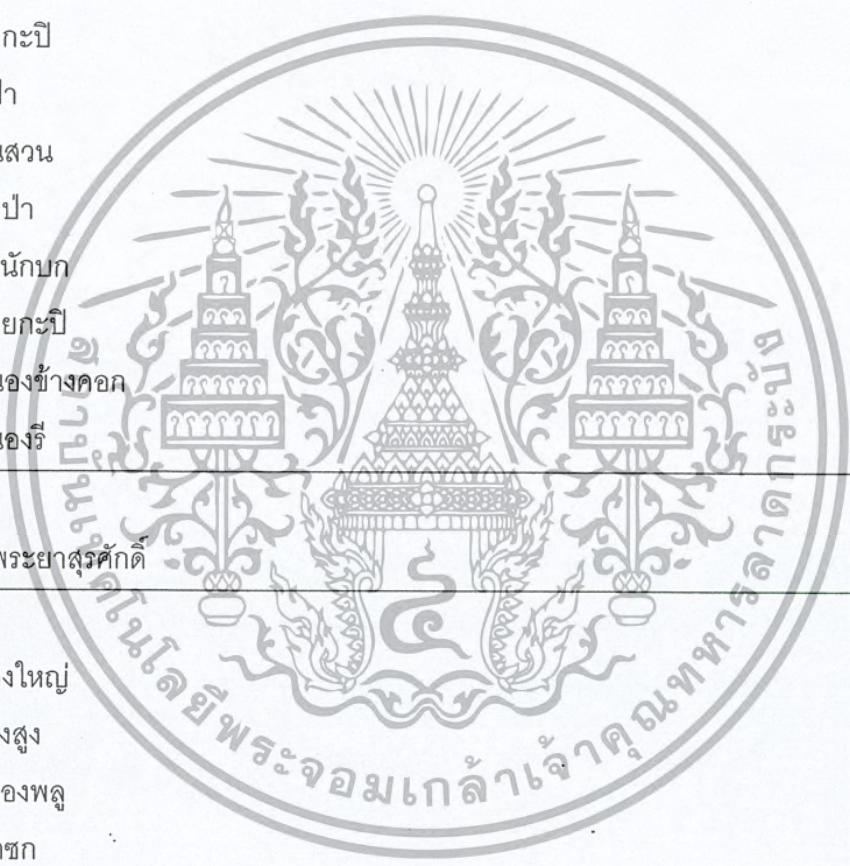 กะปิ
ป่า
สวน
ป่า
นักบก
ยกะปิ
นองข้างคอก
องรี
พระยาสุรศักดิ์
งใหญ่
งสูง
องพลู
ซก
สถาบันเทคโนโลยีพระจอมเกล้าเจ้าคุณทหารลาดกระบัง
๔